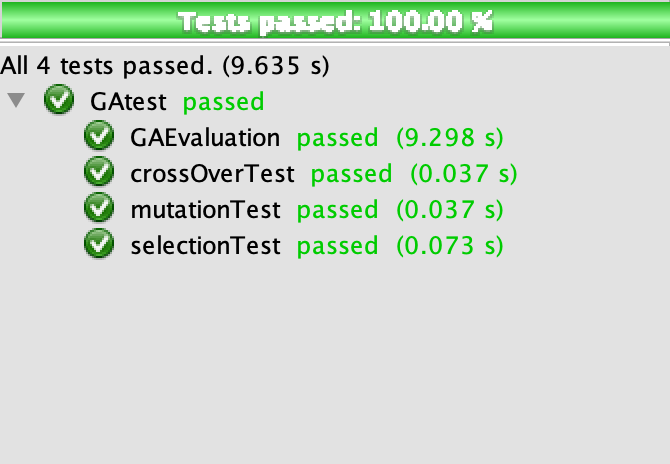 Tests passed: 100.00 %
All 4 tests passed. (9.635 s)
GAtest passed
GAEvaluation passed (9.298 s)
crossOverTest passed (0.037 s)
mutationTest passed (0.037 s)
selectionTest passed (0.073 s)